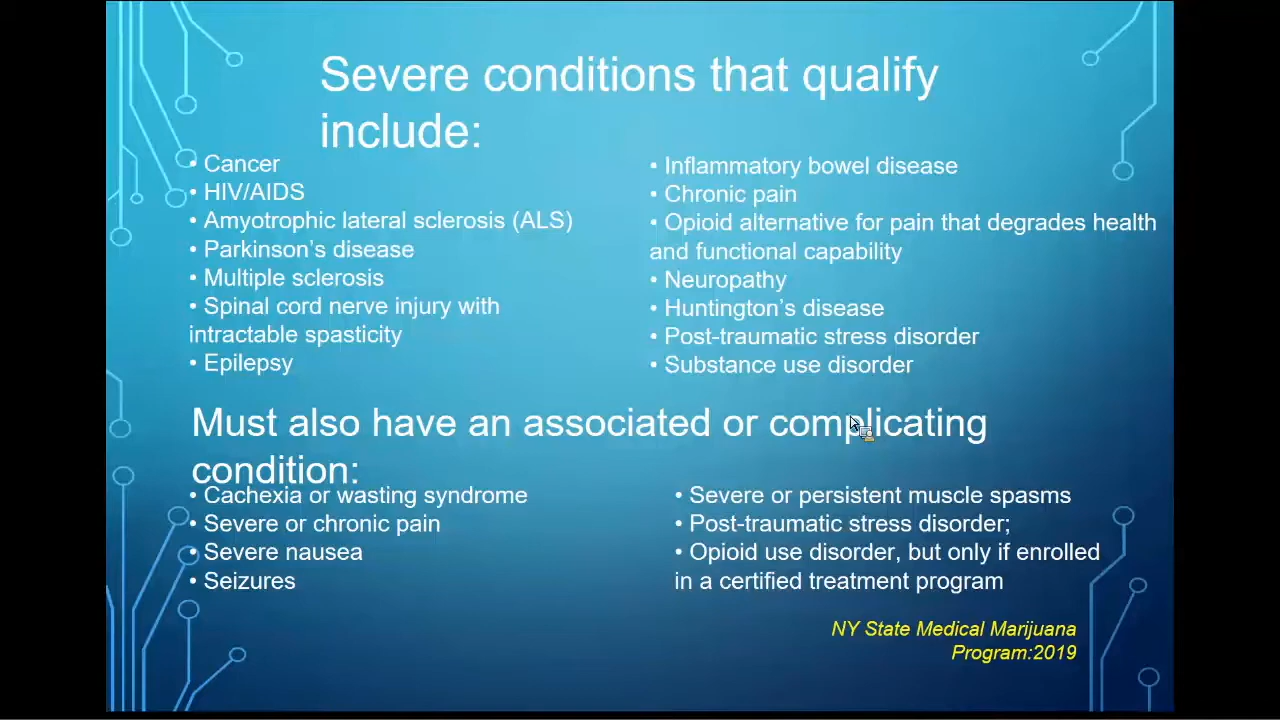 Severe conditions that qualify
include:
• Cancer
• HIV/AIDS
• Amyotrophic lateral sclerosis (ALS)
• Parkinson’s disease
• Multiple sclerosis
• Spinal cord nerve injury with
intractable spasticity
• Epilepsy
• Inflammatory bowel disease
• Chronic pain
• Opioid alternative for pain that degrades health
and functional capability
• Neuropathy
• Huntington’s disease
• Post-traumatic stress disorder
• Substance use disorder
Must also have an associated or complicating
condition:
• Cachexia or wasting syndrome
• Severe or chronic pain
• Severe nausea
• Seizures
• Severe or persistent muscle spasms
• Post-traumatic stress disorder;
• Opioid use disorder, but only if enrolled
in a certified treatment program
NY State Medical Marijuana
Program:2019